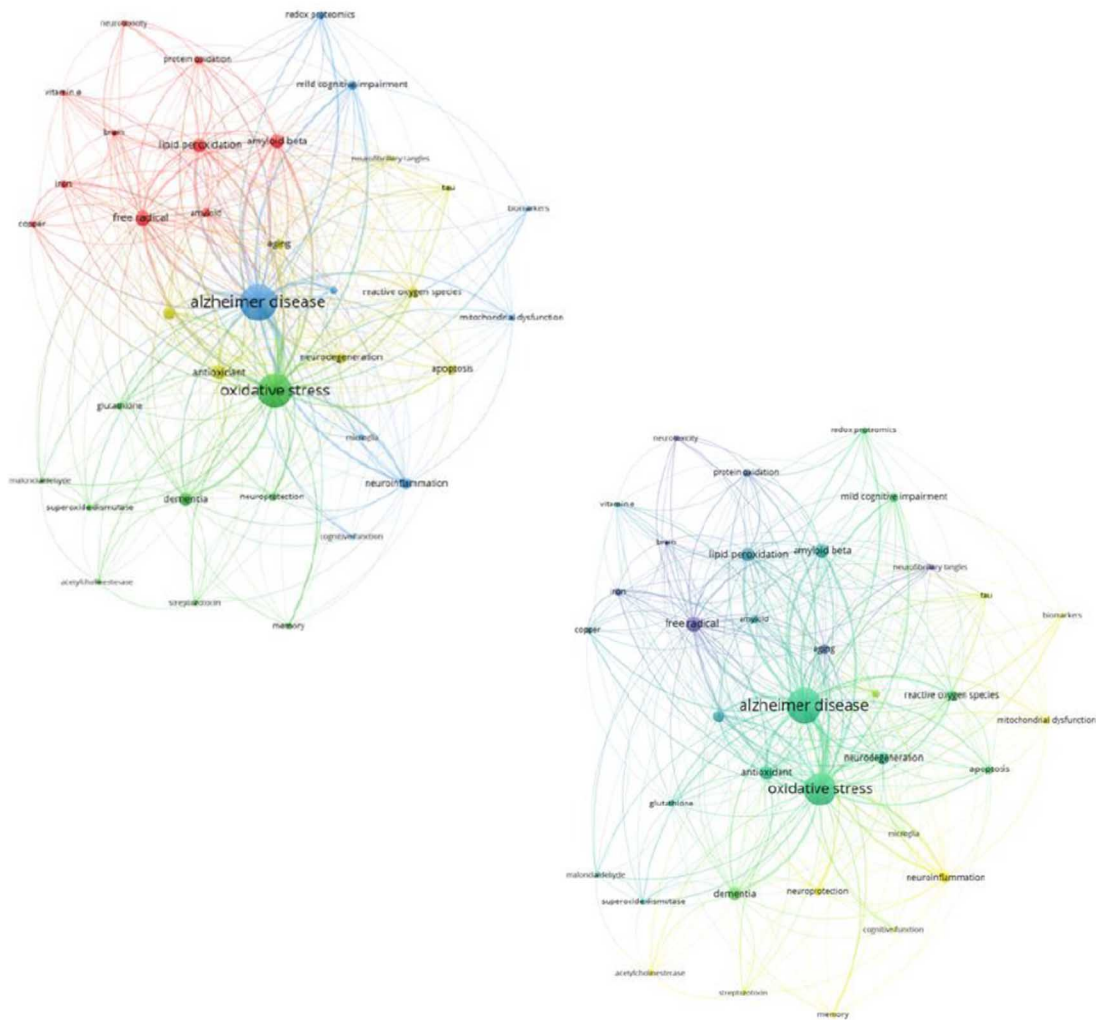 neurotoxicity
redox proteomics
protein oxidation
mild cognitive impairment
vitamin e
brain
lipid peroxidation
amyloid beta
neurofibrillary tangles
iron
tau
copper
free radical
amyloid
biomarkers
aging
alzheimer disease
reactive oxygen species
mitochondrial dysfunction
neurodegeneration
antioxidant
apoptosis
oxidative stress
glutathione
microglia
malondialdehyde
neuroinflammation
superoxide dismutase
dementia
neuroprotection
cognitive function
acetylcholinesterase
streptozotocin
memory
redox proteomics
neurotoxicity
protein oxidation
mild cognitive impairment
vitamin e
brain
lipid peroxidation
amyloid beta
neurofibrillary tangles
iron
tau
copper
free radical
amyloid
biomarkers
aging
reactive oxygen species
alzheimer disease
mitochondrial dysfunction
neurodegeneration
antioxidant
apoptosis
oxidative stress
glutathione
microglia
malondialdehyde
neuroinflammation
superoxide dismutase
dementia
neuroprotection
cognitive function
acetylcholinesterase
streptozotocin
memory